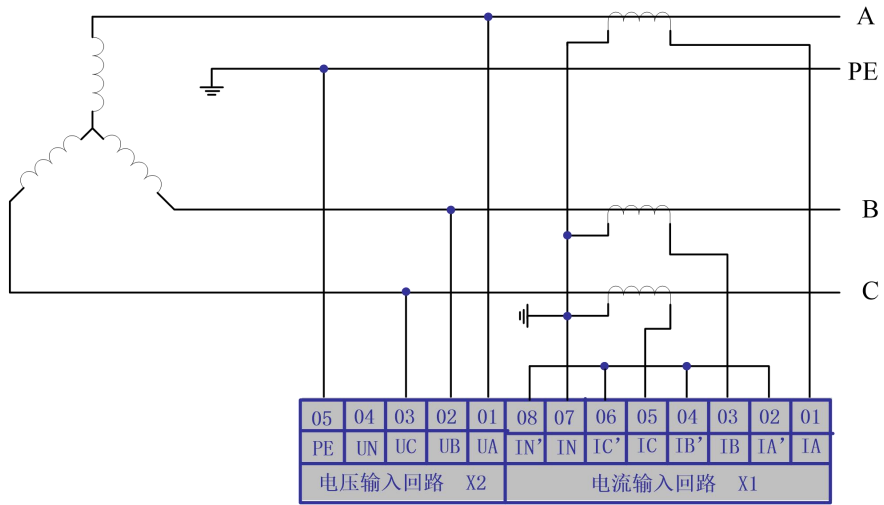 A
PE
B
C
05 04 03 02 01 08 07 06 05 04 03 02 01
PE UN UC UB UA IN’ IN IC’ IC IB’ IB IA’ IA
电压输入回路 X2 电流输入回路 X1